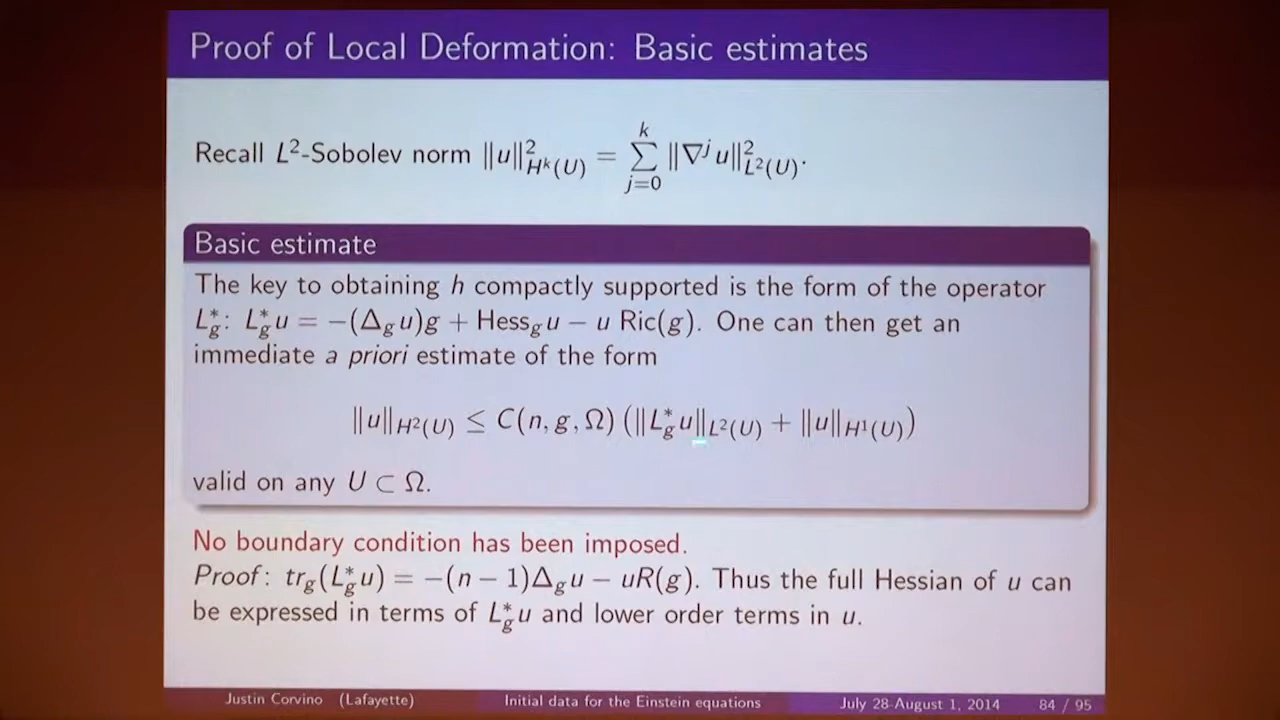 Proof of Local Deformation: Basic estimates
Recall L²-Sobolev norm ‖u‖²_{H^k(U)} = ∑_{j=0}^{k} ‖∇^j u‖²_{L²(U)}.
Basic estimate
The key to obtaining h compactly supported is the form of the operator
L*_g: L*_g u = −(Δ_g u)g + Hess_g u − u Ric(g). One can then get an
immediate a priori estimate of the form
‖u‖_{H²(U)} ≤ C(n, g, Ω) (‖L*_g u‖_{L²(U)} + ‖u‖_{H¹(U)})
valid on any U ⊂ Ω.
No boundary condition has been imposed.
Proof: tr_g(L*_g u) = −(n − 1)Δ_g u − uR(g). Thus the full Hessian of u can
be expressed in terms of L*_g u and lower order terms in u.
Justin Corvino (Lafayette) Initial data for the Einstein equations July 28-August 1, 2014 84 / 95